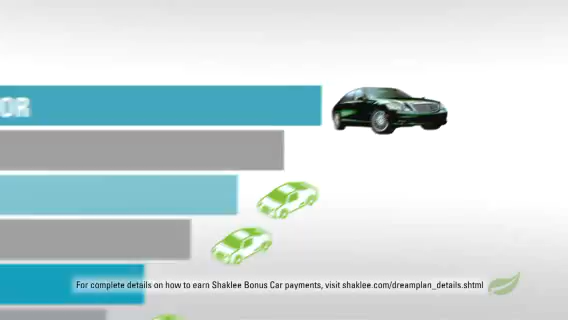 OR
For complete details on how to earn Shaklee Bonus Car payments, visit shaklee.com/dreamplan_details.shtml